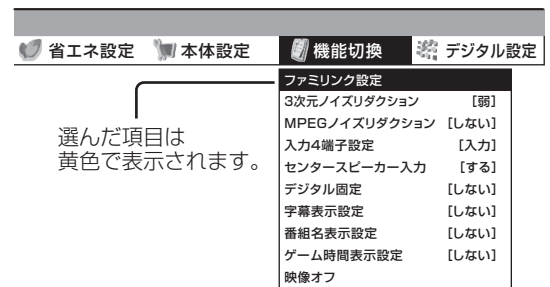 省エネ設定 本体設定 機能切換 デジタル設定
ファミリンク設定
3次元ノイズリダクション [弱]
MPEGノイズリダクション [しない]
入力4端子設定 [入力]
センタースピーカー入力 [する]
デジタル固定 [しない]
字幕表示設定 [しない]
番組名表示設定 [しない]
ゲーム時間表示設定 [しない]
映像オフ
選んだ項目は
黄色で表示されます。